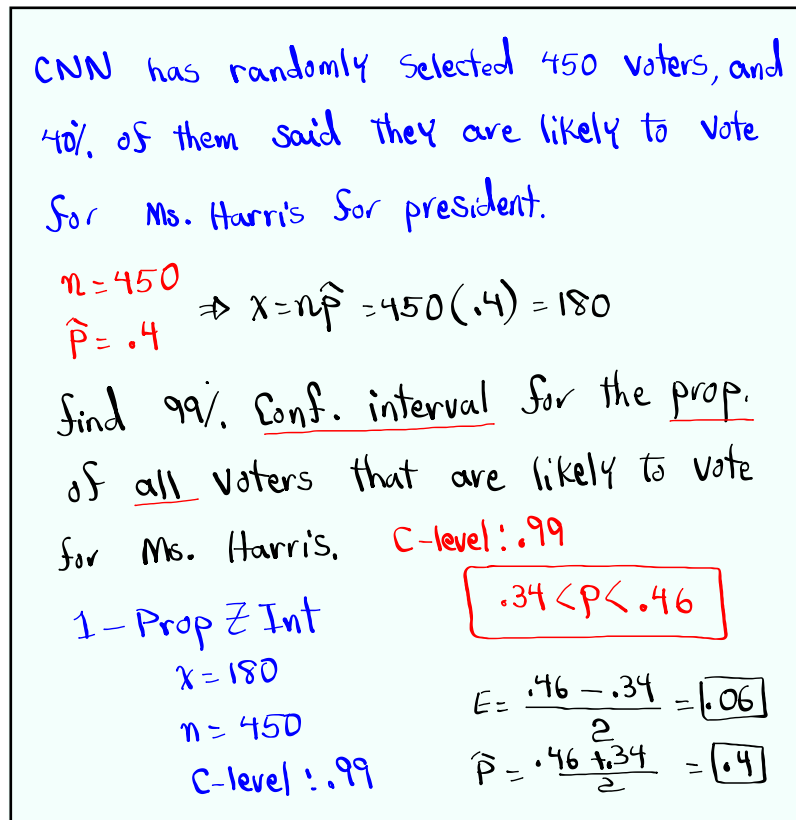 CNN has randomly selected 450 voters, and
40% of them said they are likely to vote
for Ms. Harris for president.
n = 450
p̂ = .4
⇒ x = np̂ = 450(.4) = 180
find 99% Conf. interval for the prop.
of all voters that are likely to vote
for Ms. Harris. C-level: .99
.34 < p < .46
1-Prop Z Int
x = 180
n = 450
C-level: .99
E = (.46 - .34)/2 = .06
p̂ = (.46 + .34)/2 = .4